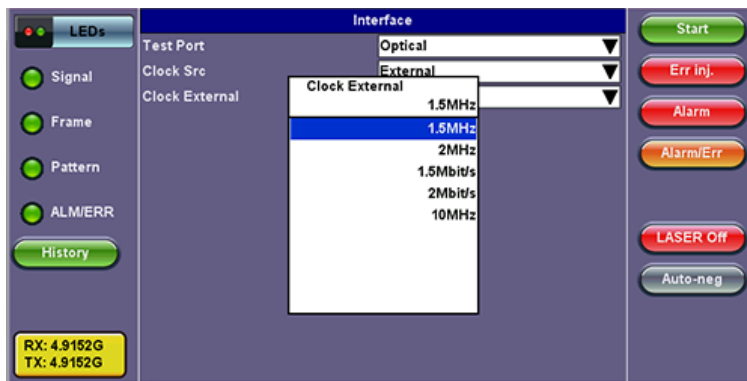 LEDs
Signal
Frame
Pattern
ALM/ERR
History
RX: 4.9152G
TX: 4.9152G
Interface
Test Port Optical
Clock Src External
Clock External
Clock External
1.5MHz
1.5MHz
2MHz
1.5Mbit/s
2Mbit/s
10MHz
Start
Err inj.
Alarm
Alarm/Err
LASER Off
Auto-neg